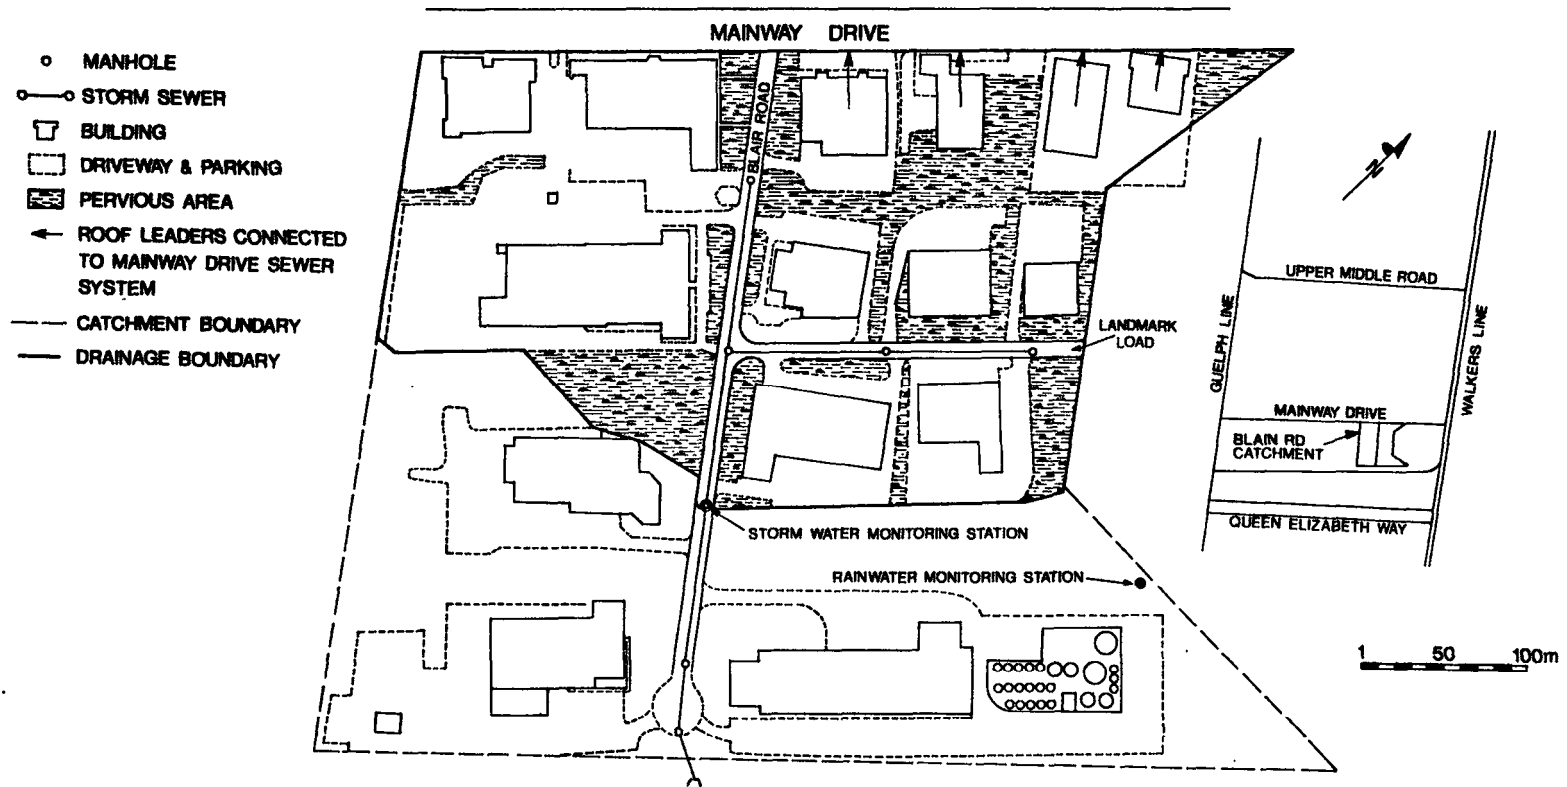 MAINWAY DRIVE
MANHOLE
STORM SEWER
BUILDING
DRIVEWAY & PARKING
PERVIOUS AREA
ROOF LEADERS CONNECTED
TO MAINWAY DRIVE SEWER
SYSTEM
CATCHMENT BOUNDARY
DRAINAGE BOUNDARY
BLAIR ROAD
LANDMARK
LOAD
STORM WATER MONITORING STATION
RAINWATER MONITORING STATION
N
UPPER MIDDLE ROAD
GUELPH LINE
WALKERS LINE
MAINWAY DRIVE
BLAIN RD
CATCHMENT
QUEEN ELIZABETH WAY
1 50 100m